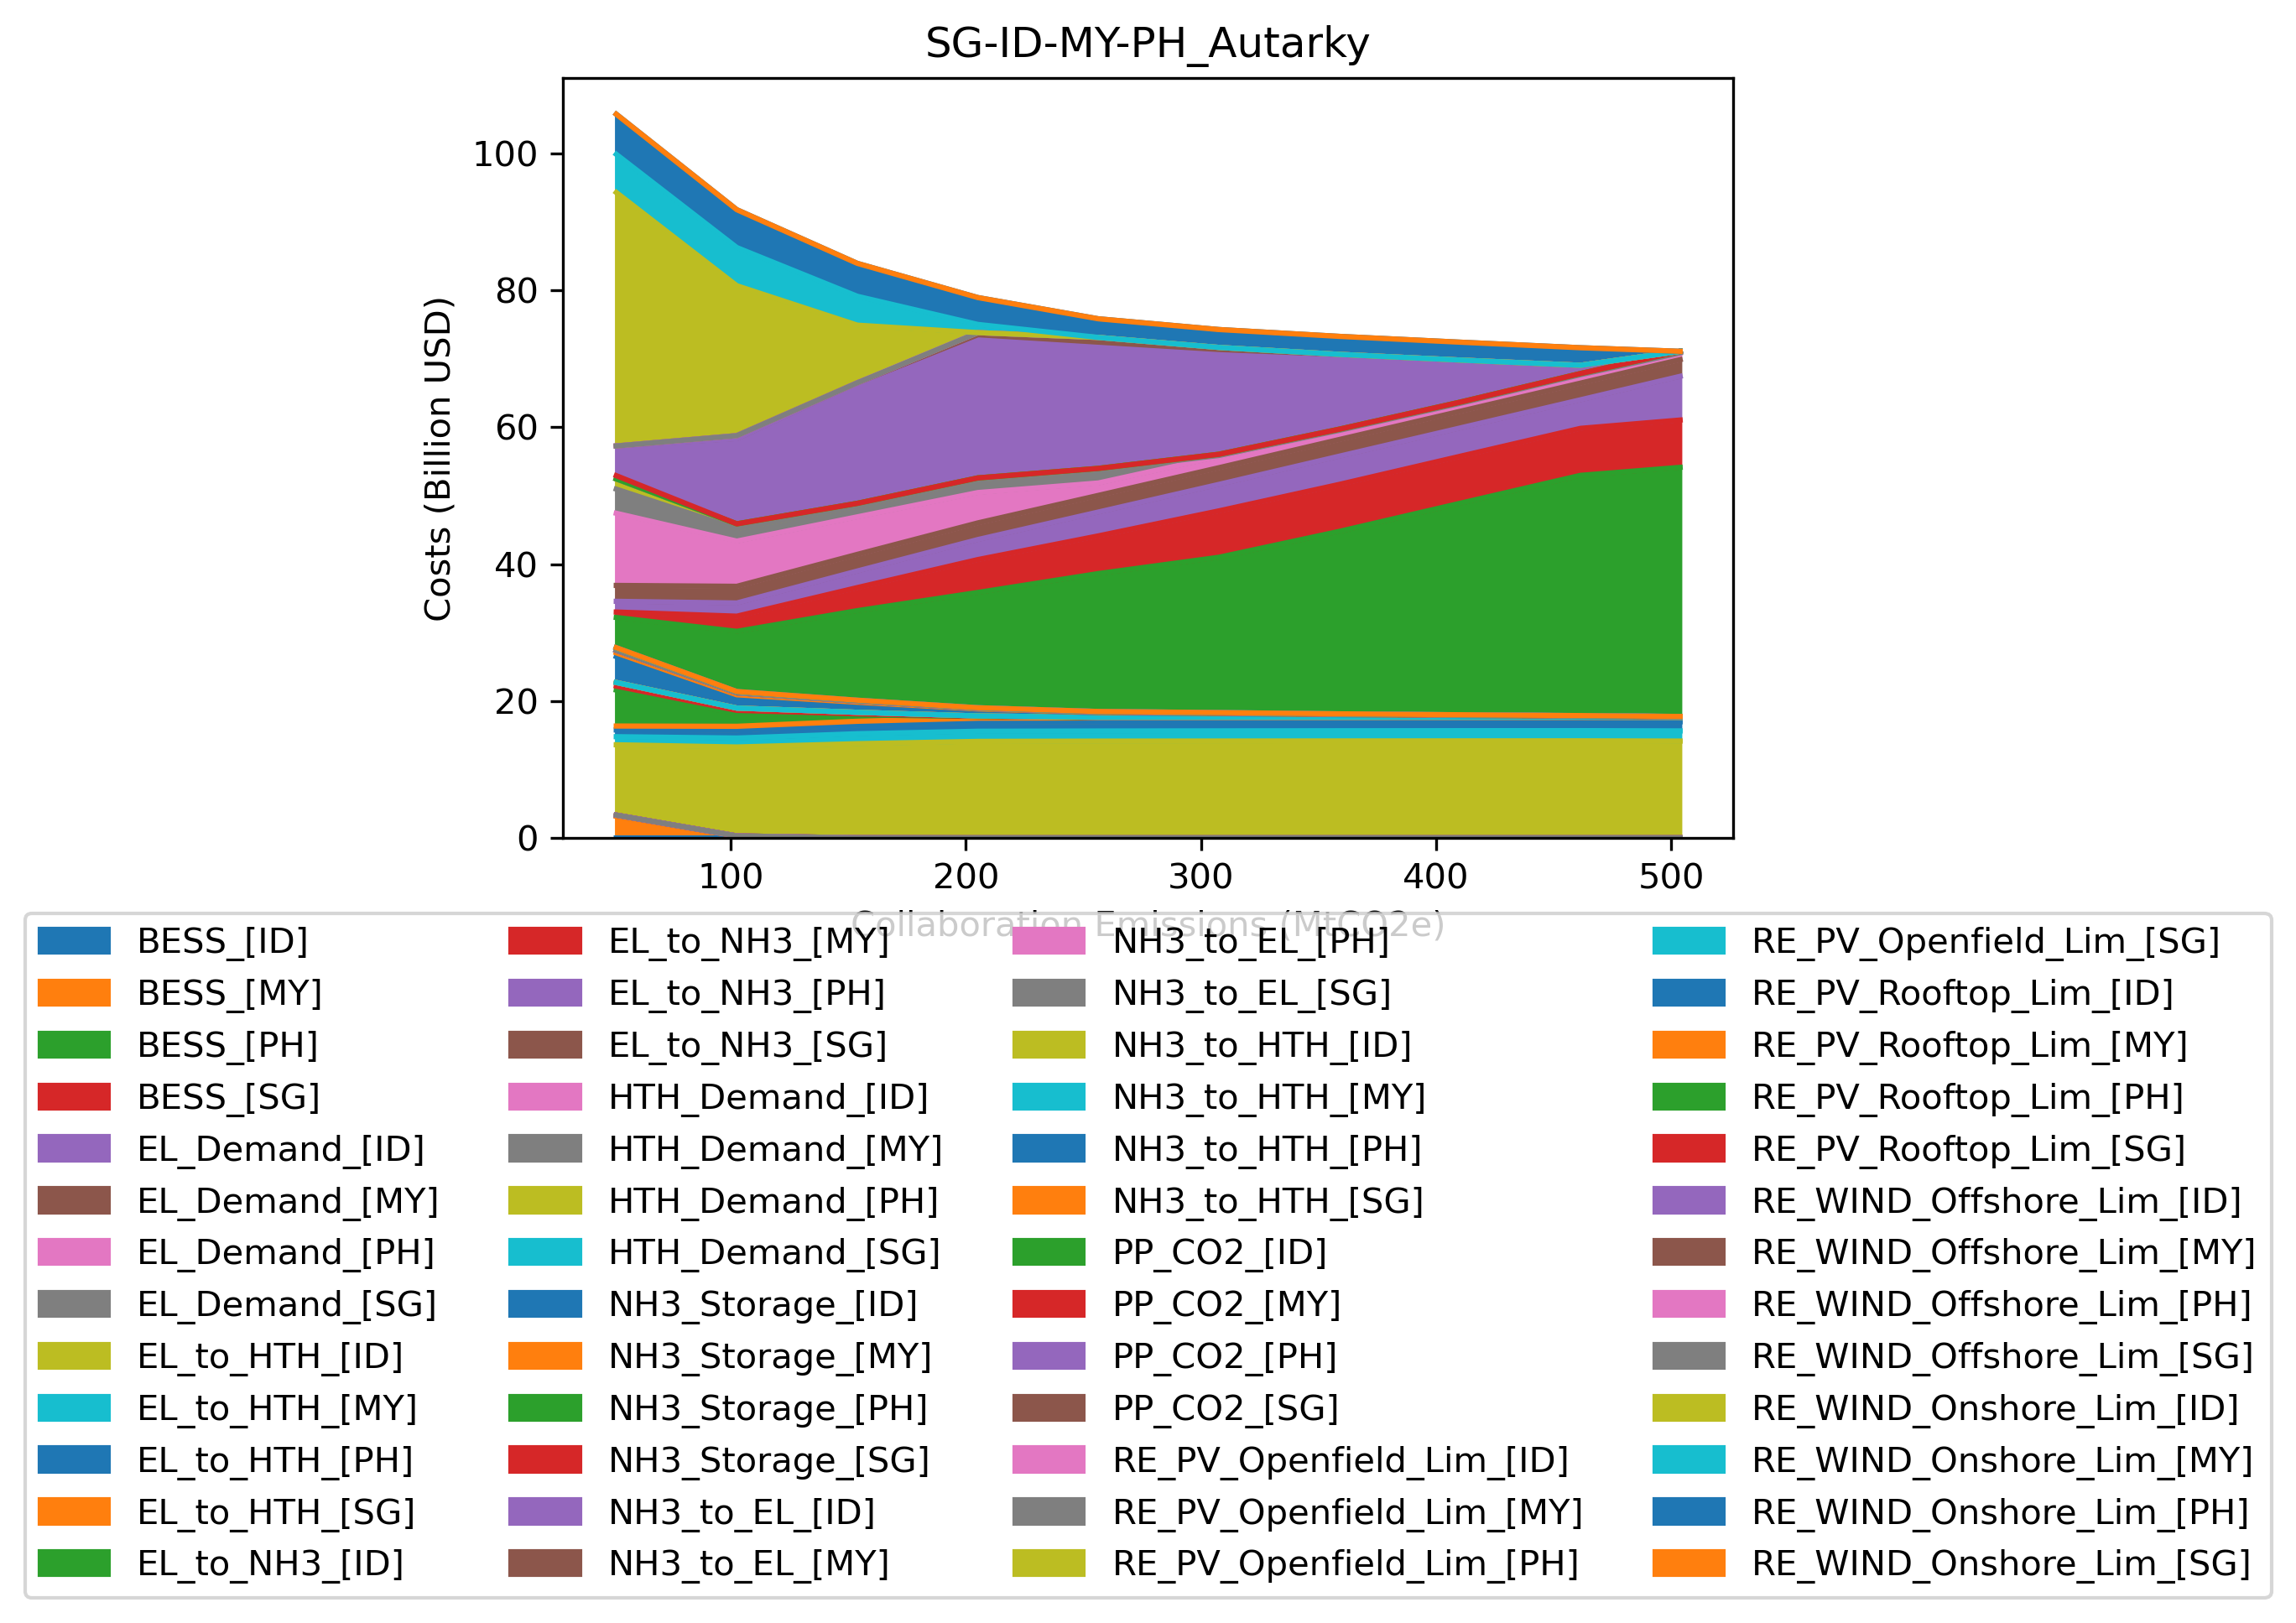 SG-ID-MY-PH_Autarky
Costs (Billion USD)
100
80
60
40
20
0
100 200 300 400 500
Collaboration Emissions (MtCO2e)
BESS_[ID]
BESS_[MY]
BESS_[PH]
BESS_[SG]
EL_Demand_[ID]
EL_Demand_[MY]
EL_Demand_[PH]
EL_Demand_[SG]
EL_to_HTH_[ID]
EL_to_HTH_[MY]
EL_to_HTH_[PH]
EL_to_HTH_[SG]
EL_to_NH3_[ID]
EL_to_NH3_[MY]
EL_to_NH3_[PH]
EL_to_NH3_[SG]
HTH_Demand_[ID]
HTH_Demand_[MY]
HTH_Demand_[PH]
HTH_Demand_[SG]
NH3_Storage_[ID]
NH3_Storage_[MY]
NH3_Storage_[PH]
NH3_Storage_[SG]
NH3_to_EL_[ID]
NH3_to_EL_[MY]
NH3_to_EL_[PH]
NH3_to_EL_[SG]
NH3_to_HTH_[ID]
NH3_to_HTH_[MY]
NH3_to_HTH_[PH]
NH3_to_HTH_[SG]
PP_CO2_[ID]
PP_CO2_[MY]
PP_CO2_[PH]
PP_CO2_[SG]
RE_PV_Openfield_Lim_[ID]
RE_PV_Openfield_Lim_[MY]
RE_PV_Openfield_Lim_[PH]
RE_PV_Openfield_Lim_[SG]
RE_PV_Rooftop_Lim_[ID]
RE_PV_Rooftop_Lim_[MY]
RE_PV_Rooftop_Lim_[PH]
RE_PV_Rooftop_Lim_[SG]
RE_WIND_Offshore_Lim_[ID]
RE_WIND_Offshore_Lim_[MY]
RE_WIND_Offshore_Lim_[PH]
RE_WIND_Offshore_Lim_[SG]
RE_WIND_Onshore_Lim_[ID]
RE_WIND_Onshore_Lim_[MY]
RE_WIND_Onshore_Lim_[PH]
RE_WIND_Onshore_Lim_[SG]